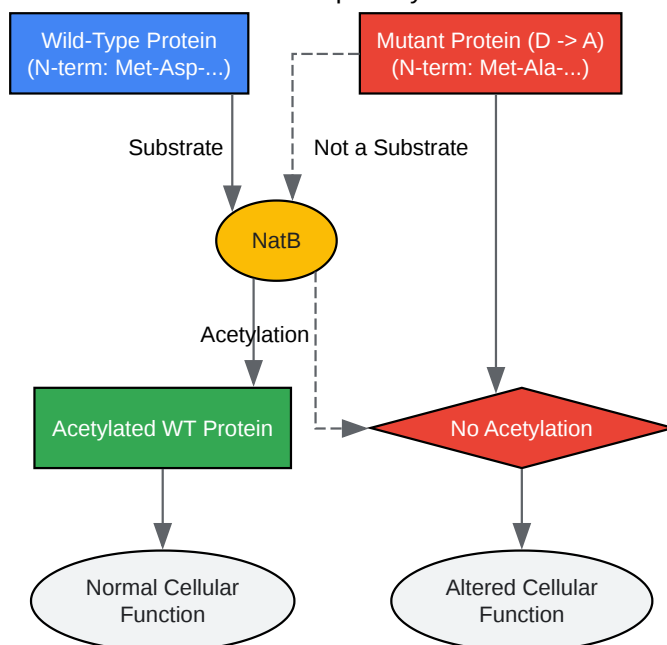 Wild-Type Protein
(N-term: Met-Asp-...)
Mutant Protein (D -> A)
(N-term: Met-Ala-...)
Substrate
Not a Substrate
NatB
Acetylation
Acetylated WT Protein
No Acetylation
Normal Cellular
Function
Altered Cellular
Function